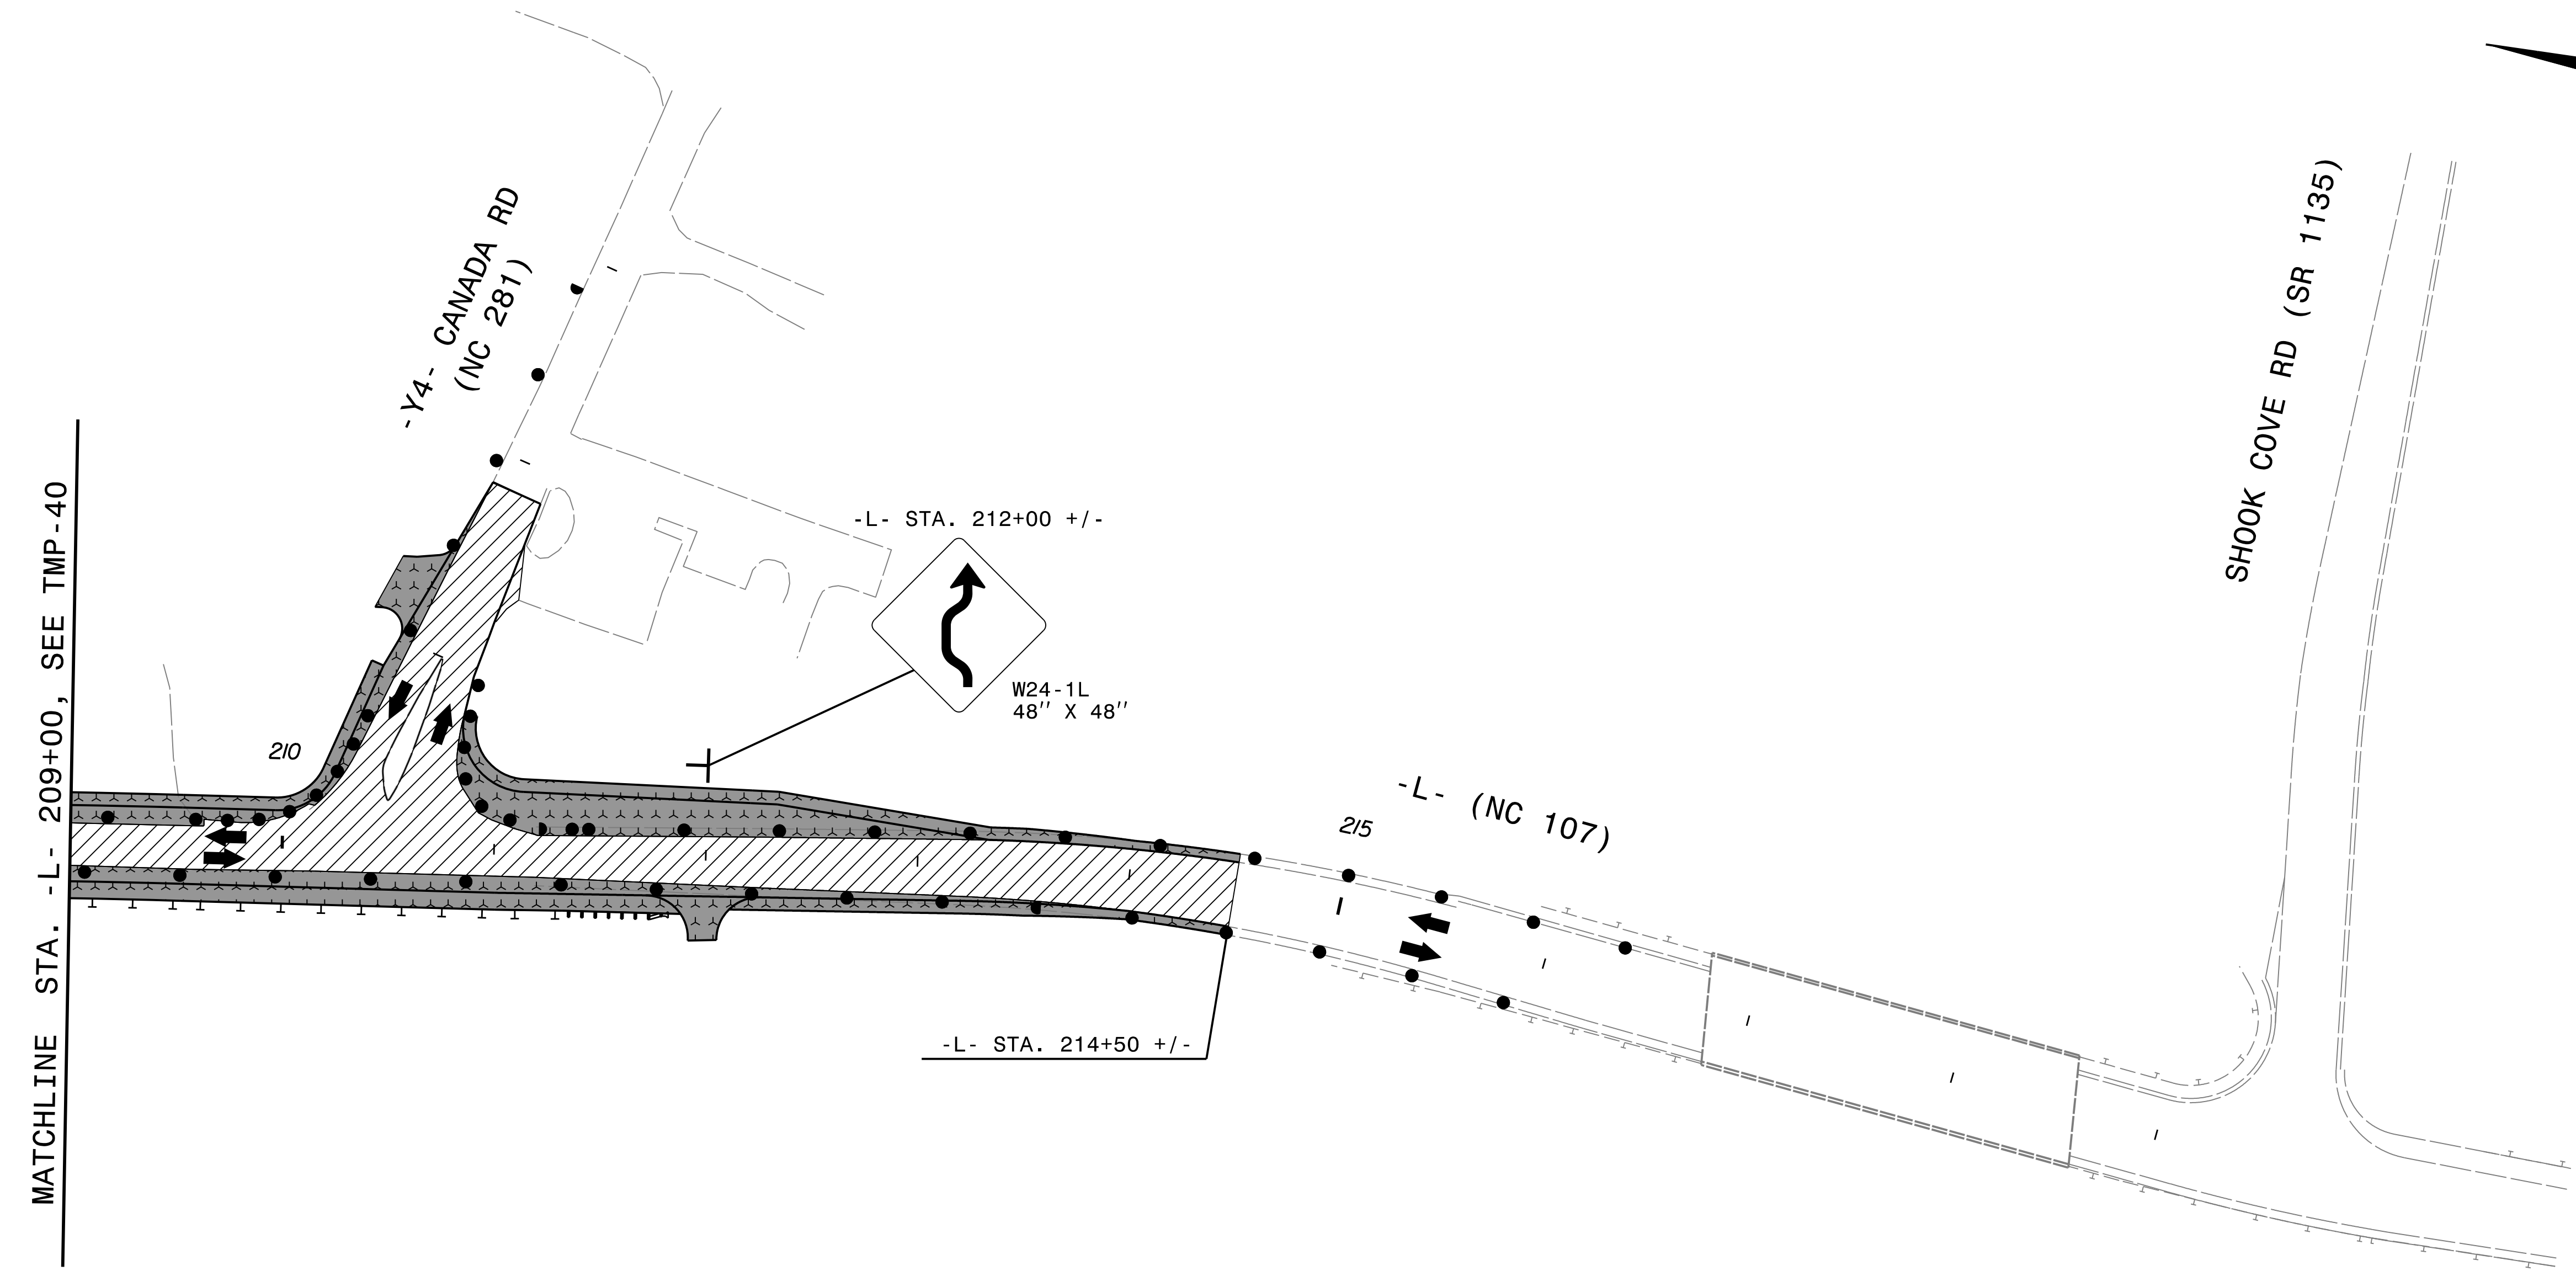 -Y4- CANADA RD
(NC 281)
SHOOK COVE RD (SR 1135)
MATCHLINE STA. -L- 209+00, SEE TMP-40
-L- STA. 212+00 +/-
W24-1L
48" X 48"
210
215
-L- (NC 107)
-L- STA. 214+50 +/-